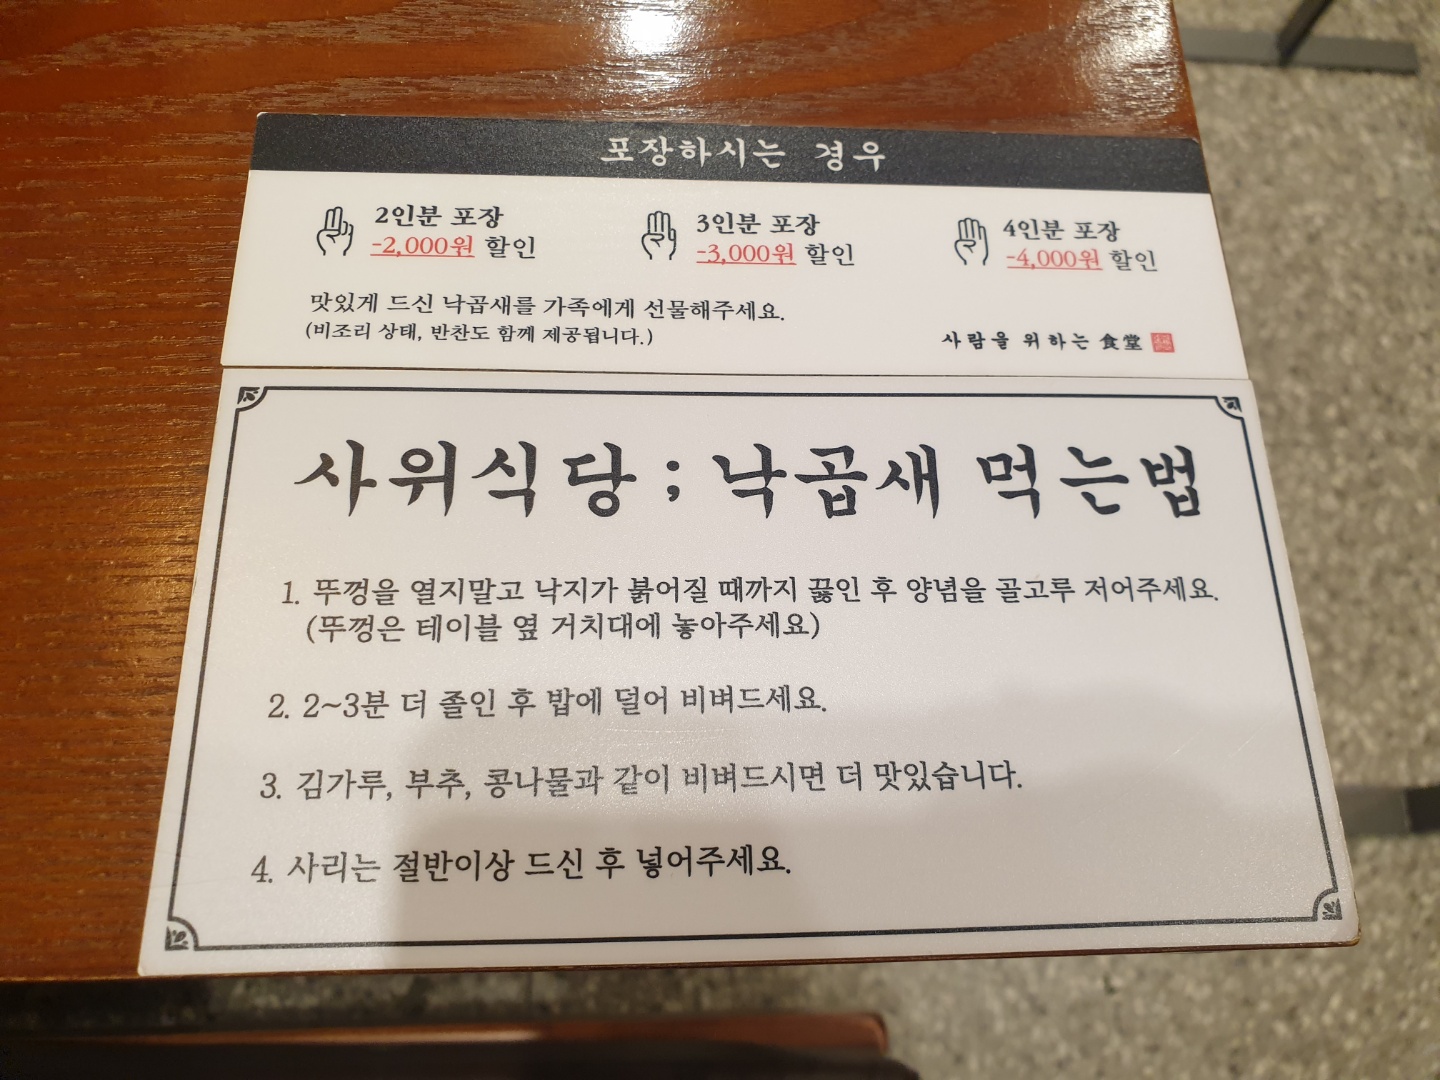 포장하시는 경우
2인분 포장
-2,000원 할인
3인분 포장
-3,000원 할인
4인분 포장
-4,000원 할인
맛있게 드신 낙곱새를 가족에게 선물해주세요.
(비조리 상태, 반찬도 함께 제공됩니다.)
사람을 위하는 食堂
사위식당 ; 낙곱새 먹는법
1. 뚜껑을 열지말고 낙지가 붉어질 때까지 끓인 후 양념을 골고루 저어주세요.
(뚜껑은 테이블 옆 거치대에 놓아주세요)
2. 2~3분 더 졸인 후 밥에 덜어 비벼드세요.
3. 김가루, 부추, 콩나물과 같이 비벼드시면 더 맛있습니다.
4. 사리는 절반이상 드신 후 넣어주세요.